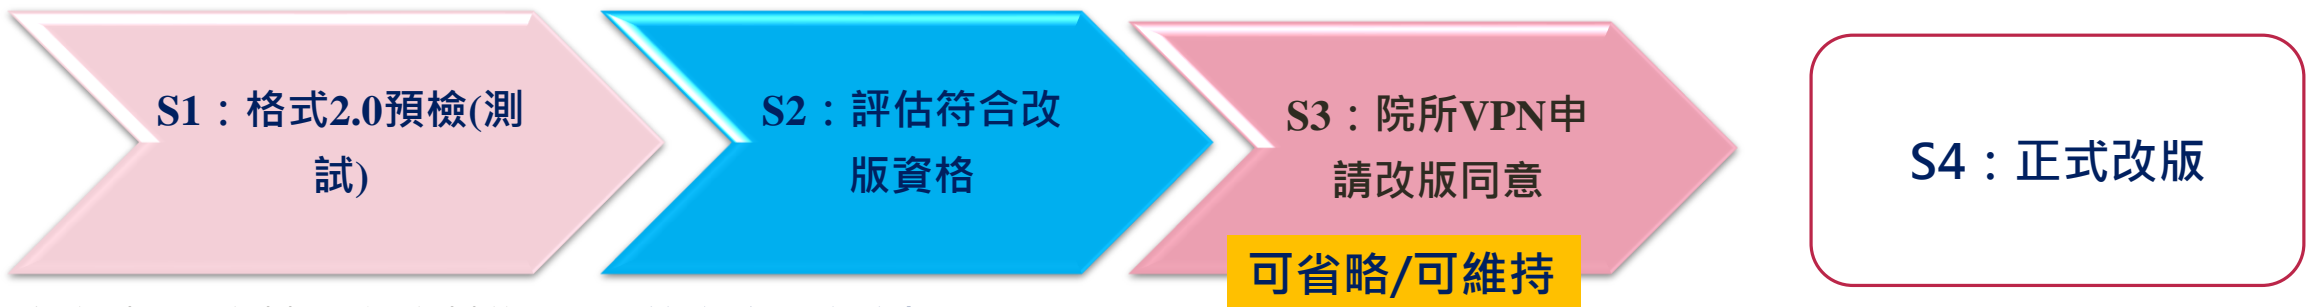 S1：格式2.0預檢(測
試)
S2：評估符合改
版資格
S3：院所VPN申
請改版同意
可省略/可維持
S4：正式改版